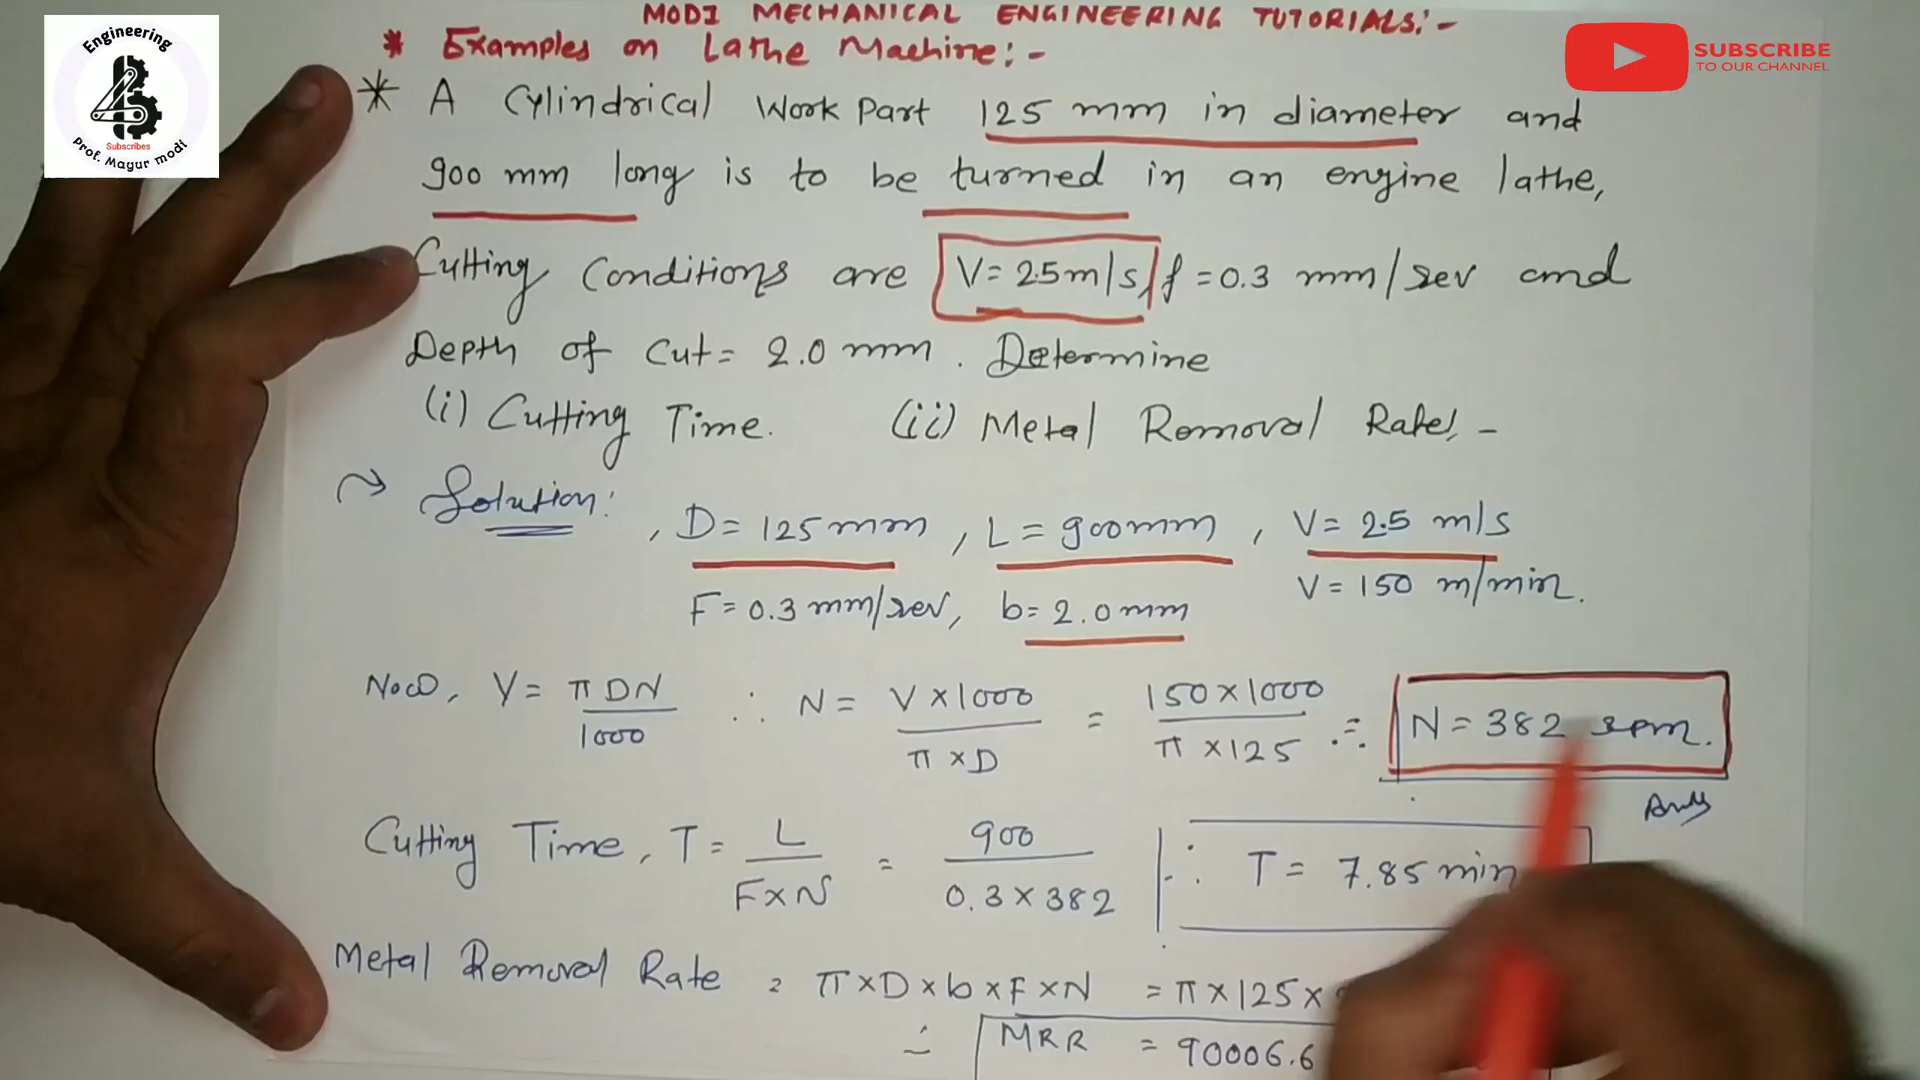 Engineering
Subscribes
Prof. Mayur modi
SUBSCRIBE
TO OUR CHANNEL
MODI MECHANICAL ENGINEERING TUTORIALS:-
* Examples on Lathe Machine:-
* A Cylindrical Work Part 125 mm in diameter and
900 mm long is to be turned in an engine lathe,
Cutting Conditions are V= 2.5 m/s, f = 0.3 mm/rev and
Depth of Cut = 2.0 mm. Determine
(i) Cutting Time. (ii) Metal Removal Rate,-
Solution:
, D = 125 mm, L = 900mm, V = 2.5 m/s
V = 150 m/min.
F = 0.3 mm/rev, b = 2.0 mm
Now, V = πDN / 1000 ∴ N = V×1000 / π×D = 150×1000 / π×125 ∴ N = 382 rpm.
Ans
Cutting Time, T = L / F×N = 900 / 0.3×382 ∴ T = 7.85 min
Metal Removal Rate = π×D×b×F×N = π×125×
∴ MRR = 90006.6